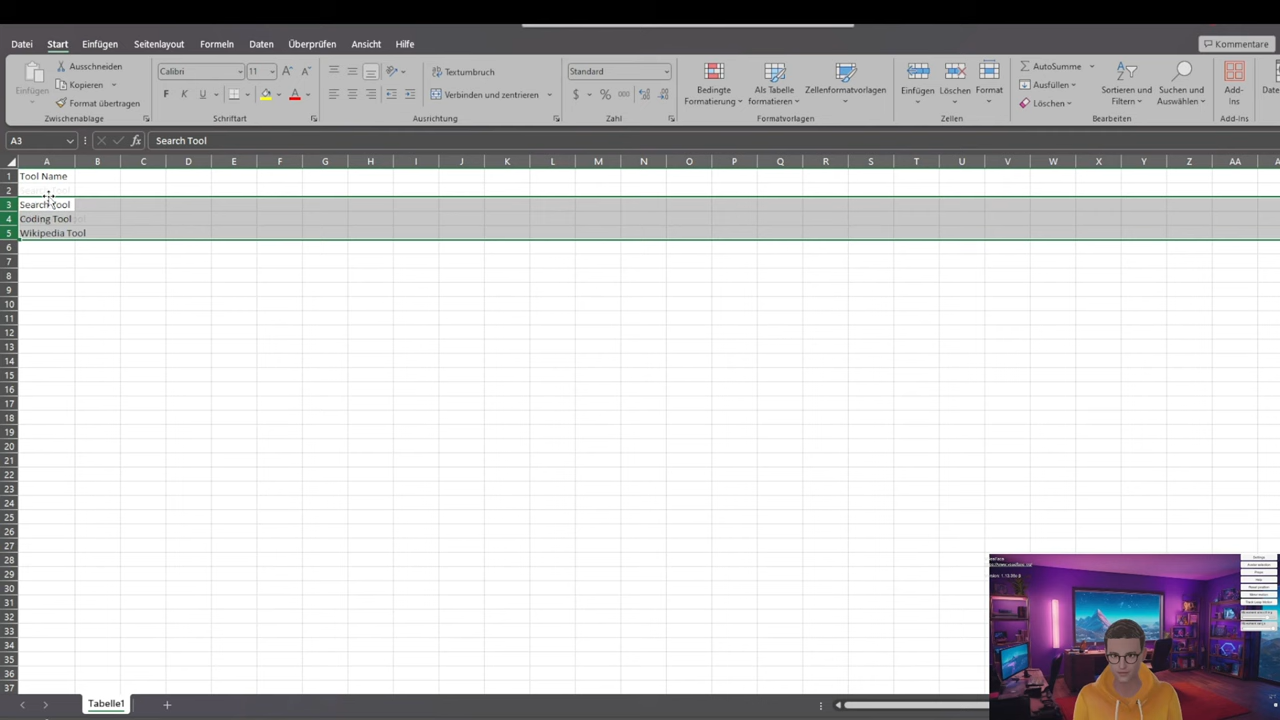 Datei Start Einfügen Seitenlayout Formeln Daten Überprüfen Ansicht Hilfe Kommentare
Einfügen
Ausschneiden
Kopieren
Format übertragen
Zwischenablage
Calibri 11
F K U A
Schriftart
Textumbruch
Verbinden und zentrieren
Ausrichtung
Standard
$ % 000
Zahl
Bedingte Formatierung
Als Tabelle formatieren
Zellenformatvorlagen
Formatvorlagen
Einfügen Löschen Format
Zellen
AutoSumme
Ausfüllen
Löschen
Sortieren und Filtern
Suchen und Auswählen
Bearbeiten
Add-Ins
Add-Ins
A3 fx Search Tool
A B C D E F G H I J K L M N O P Q R S T U V W X Y Z AA
1 Tool Name
2 Search Tool
3 Search Tool
4 Coding Tool
5 Wikipedia Tool
6
7
8
9
10
11
12
13
14
15
16
17
18
19
20
21
22
23
24
25
26
27
28
29
30
31
32
33
34
35
36
37
Tabelle1